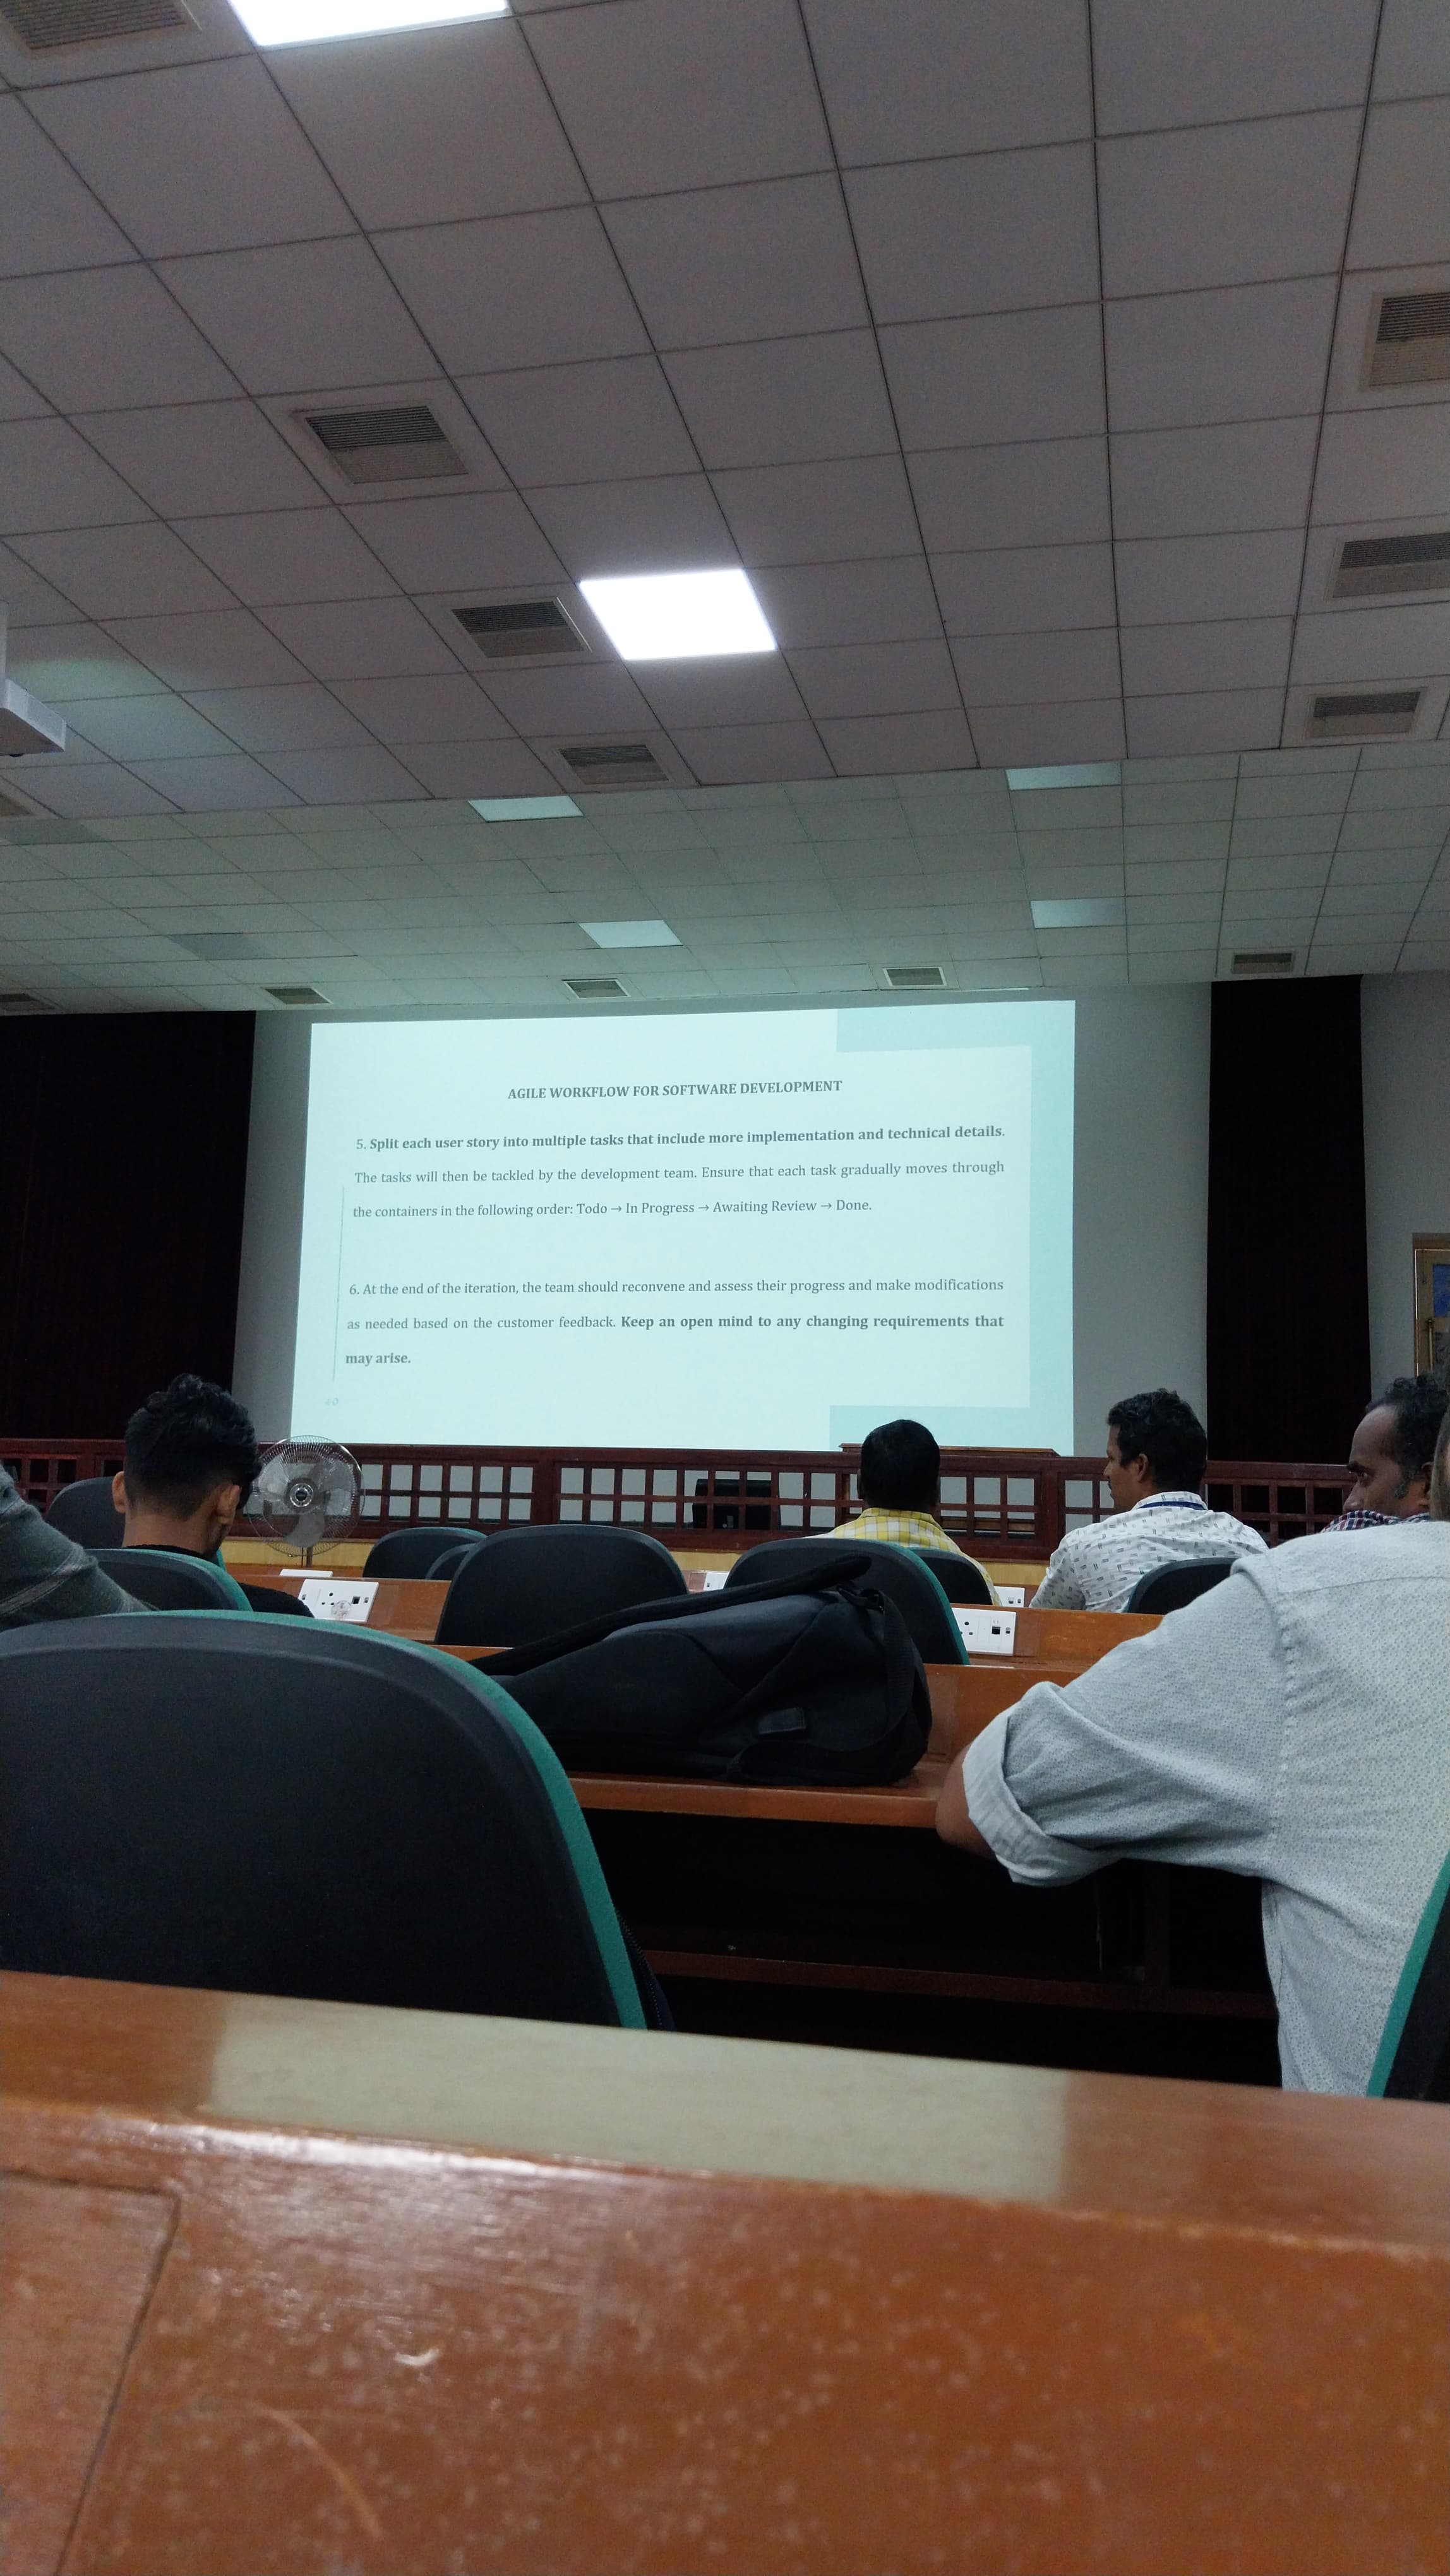 AGILE WORKFLOW FOR SOFTWARE DEVELOPMENT
5. Split each user story into multiple tasks that include more implementation and technical details.
The tasks will then be tackled by the development team. Ensure that each task gradually moves through
the containers in the following order: Todo → In Progress → Awaiting Review → Done.
6. At the end of the iteration, the team should reconvene and assess their progress and make modifications
as needed based on the customer feedback. Keep an open mind to any changing requirements that
may arise.